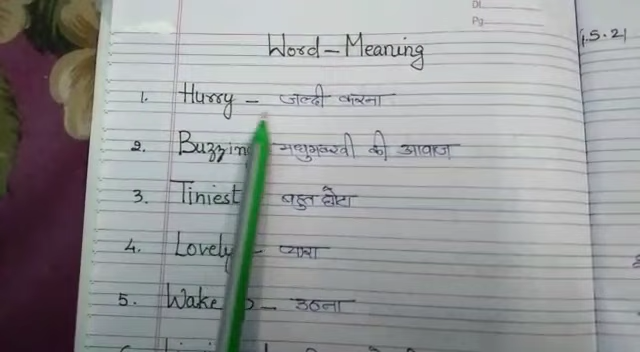 Dt.
Pg.
Word - Meaning
1.5.21
1. Hurry - जल्दी करना
2. Buzzing मधुमक्खी की आवाज
3. Tiniest बहुत छोटा
4. Lovely - प्यारा
5. Wake - उठना